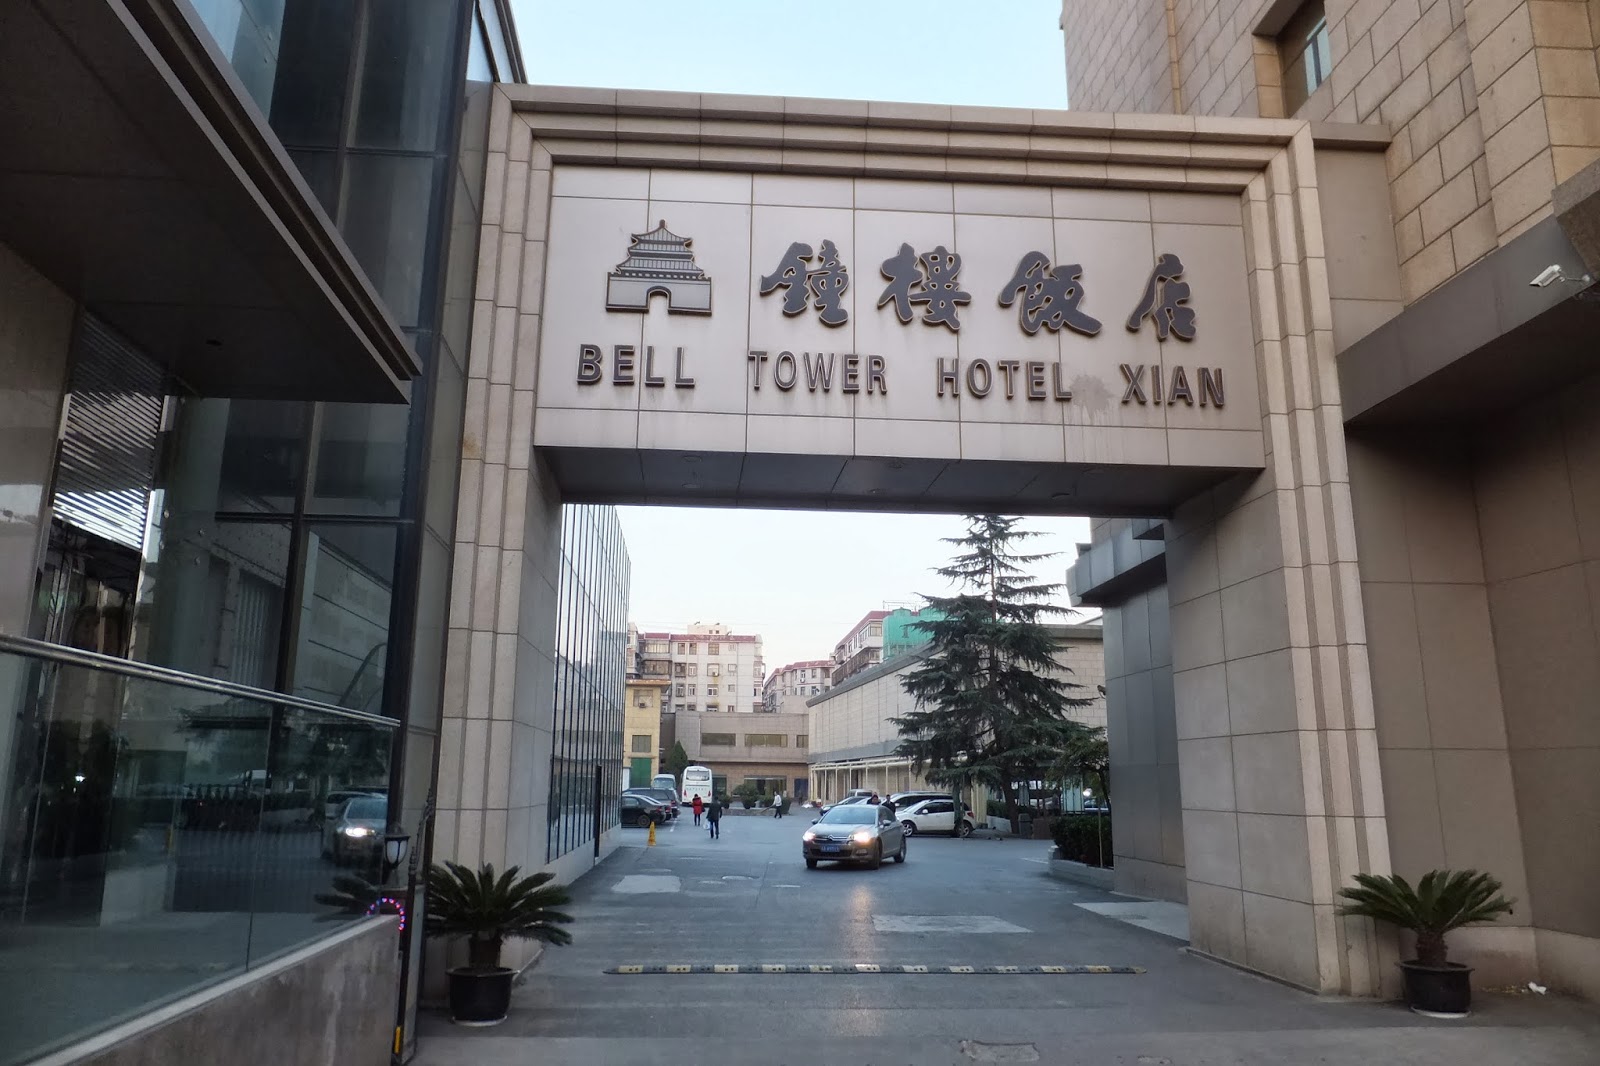 鐘樓飯店
BELL TOWER HOTEL XIAN